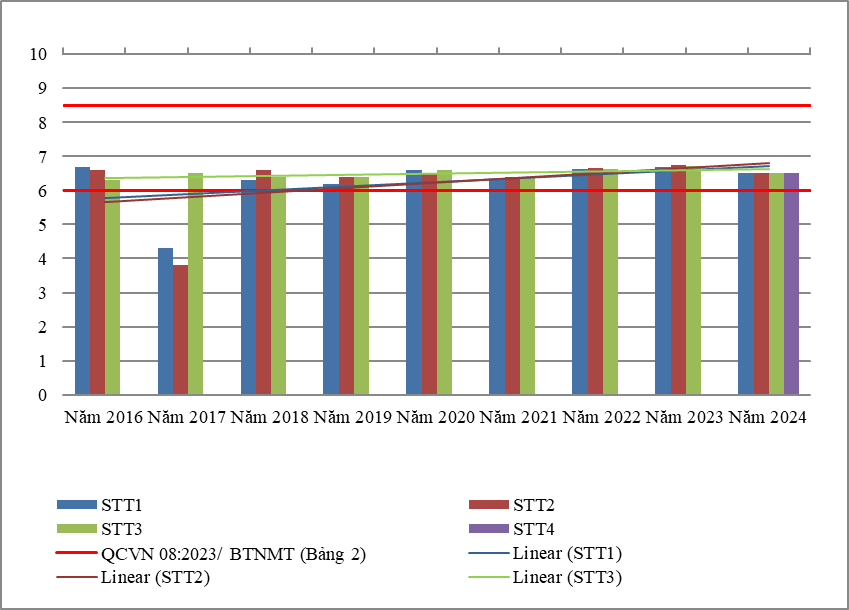 10
9
8
7
6
5
4
3
2
1
0
Năm 2016 Năm 2017 Năm 2018 Năm 2019 Năm 2020 Năm 2021 Năm 2022 Năm 2023 Năm 2024
STT1 STT2
STT3 STT4
QCVN 08:2023/ BTNMT (Bảng 2) Linear (STT1)
Linear (STT2) Linear (STT3)